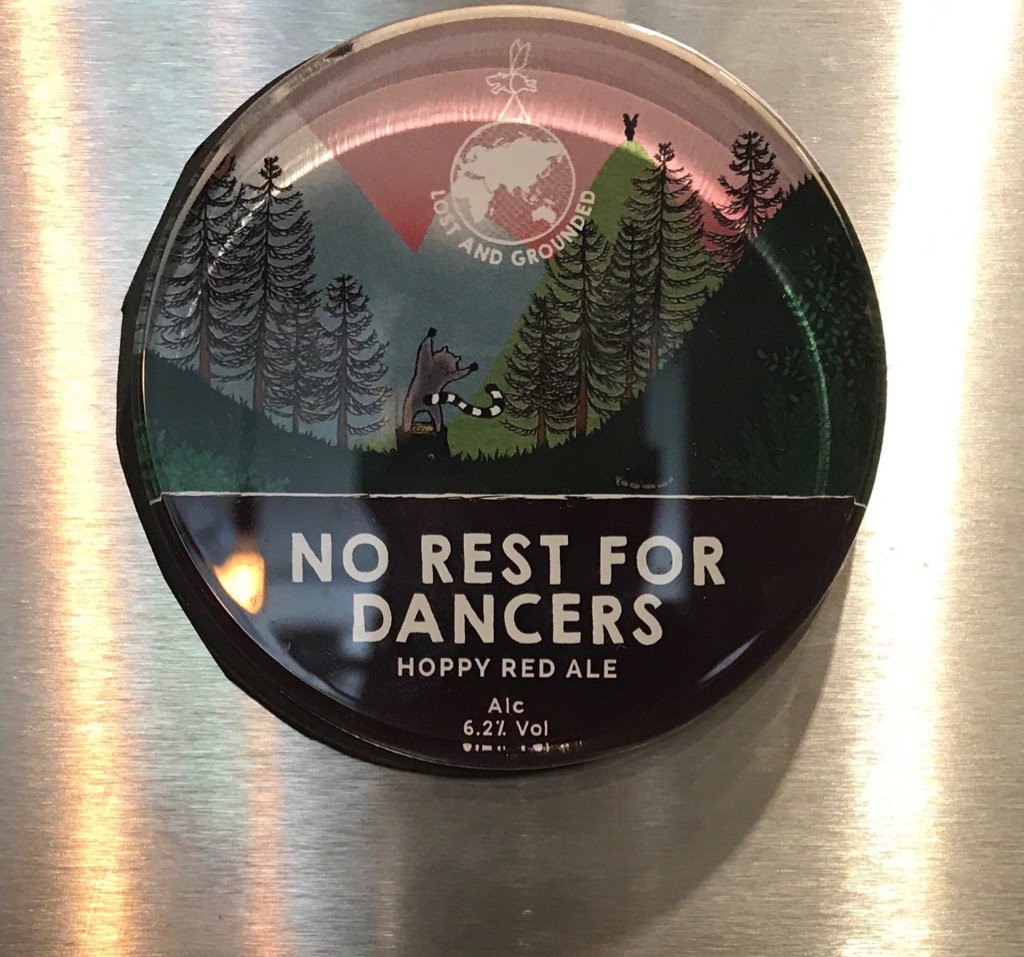 LOST AND GROUNDED
NO REST FOR
DANCERS
HOPPY RED ALE
Alc
6.2% Vol